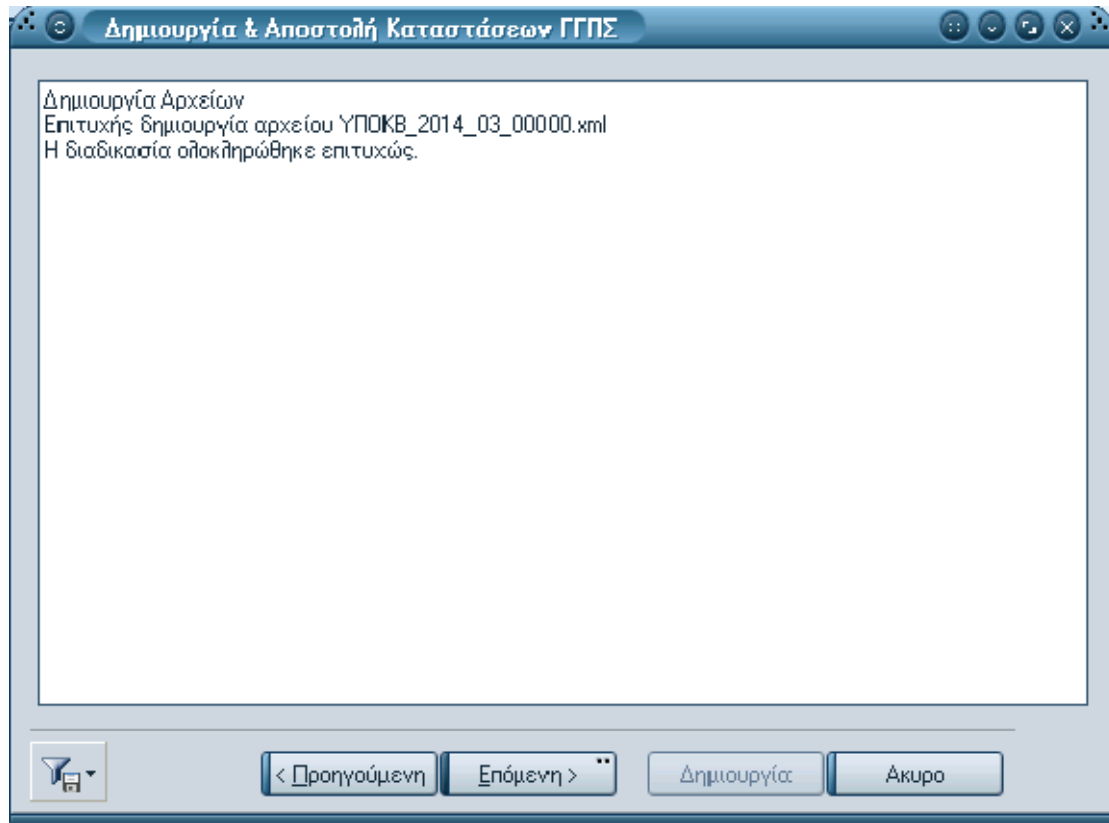 Δημιουργία & Αποστολή Καταστάσεων ΓΓΠΣ
Δημιουργία Αρχείων
Επιτυχής δημιουργία αρχείου ΥΠΟΚΒ_2014_03_00000.xml
Η διαδικασία ολοκληρώθηκε επιτυχώς.
< Προηγούμενη Επόμενη > Δημιουργία Ακυρο